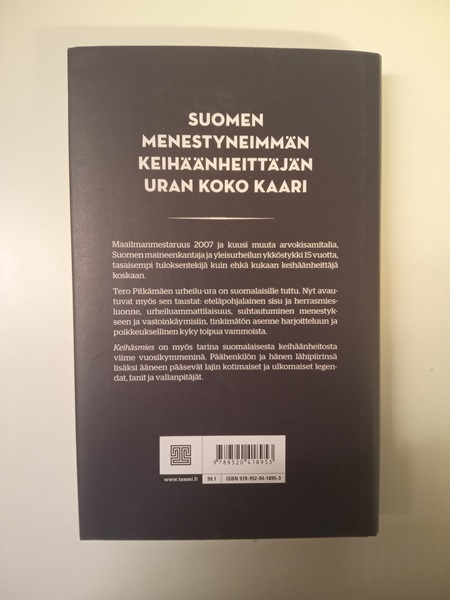 SUOMEN
MENESTYNEIMMÄN
KEIHÄÄNHEITTÄJÄN
URAN KOKO KAARI
Maailmanmestaruus 2007 ja kuusi muuta arvokisamitalia,
Suomen maineenkantaja ja yleisurheilun ykköstykki 15 vuotta,
tasaisempi tuloksentekijä kuin ehkä kukaan keihäänheittäjä
koskaan.
Tero Pitkämäen urheilu-ura on suomalaisille tuttu. Nyt avau-
tuvat myös sen taustat: eteläpohjalainen sisu ja herrasmies-
luonne, urheiluammattilaisuus, suhtautuminen menestyk-
seen ja vastoinkäymisiin, tinkimätön asenne harjoitteluun ja
poikkeuksellinen kyky toipua vammoista.
Keihäsmies on myös tarina suomalaisesta keihäänheitosta
viime vuosikymmeninä. Päähenkilön ja hänen lähipiirinsä
lisäksi ääneen pääsevät lajin kotimaiset ja ulkomaiset legen-
dat, fanit ja vallanpitäjät.
9 789520 418953
www.tammi.fi
99.1
ISBN 978-952-04-1895-3